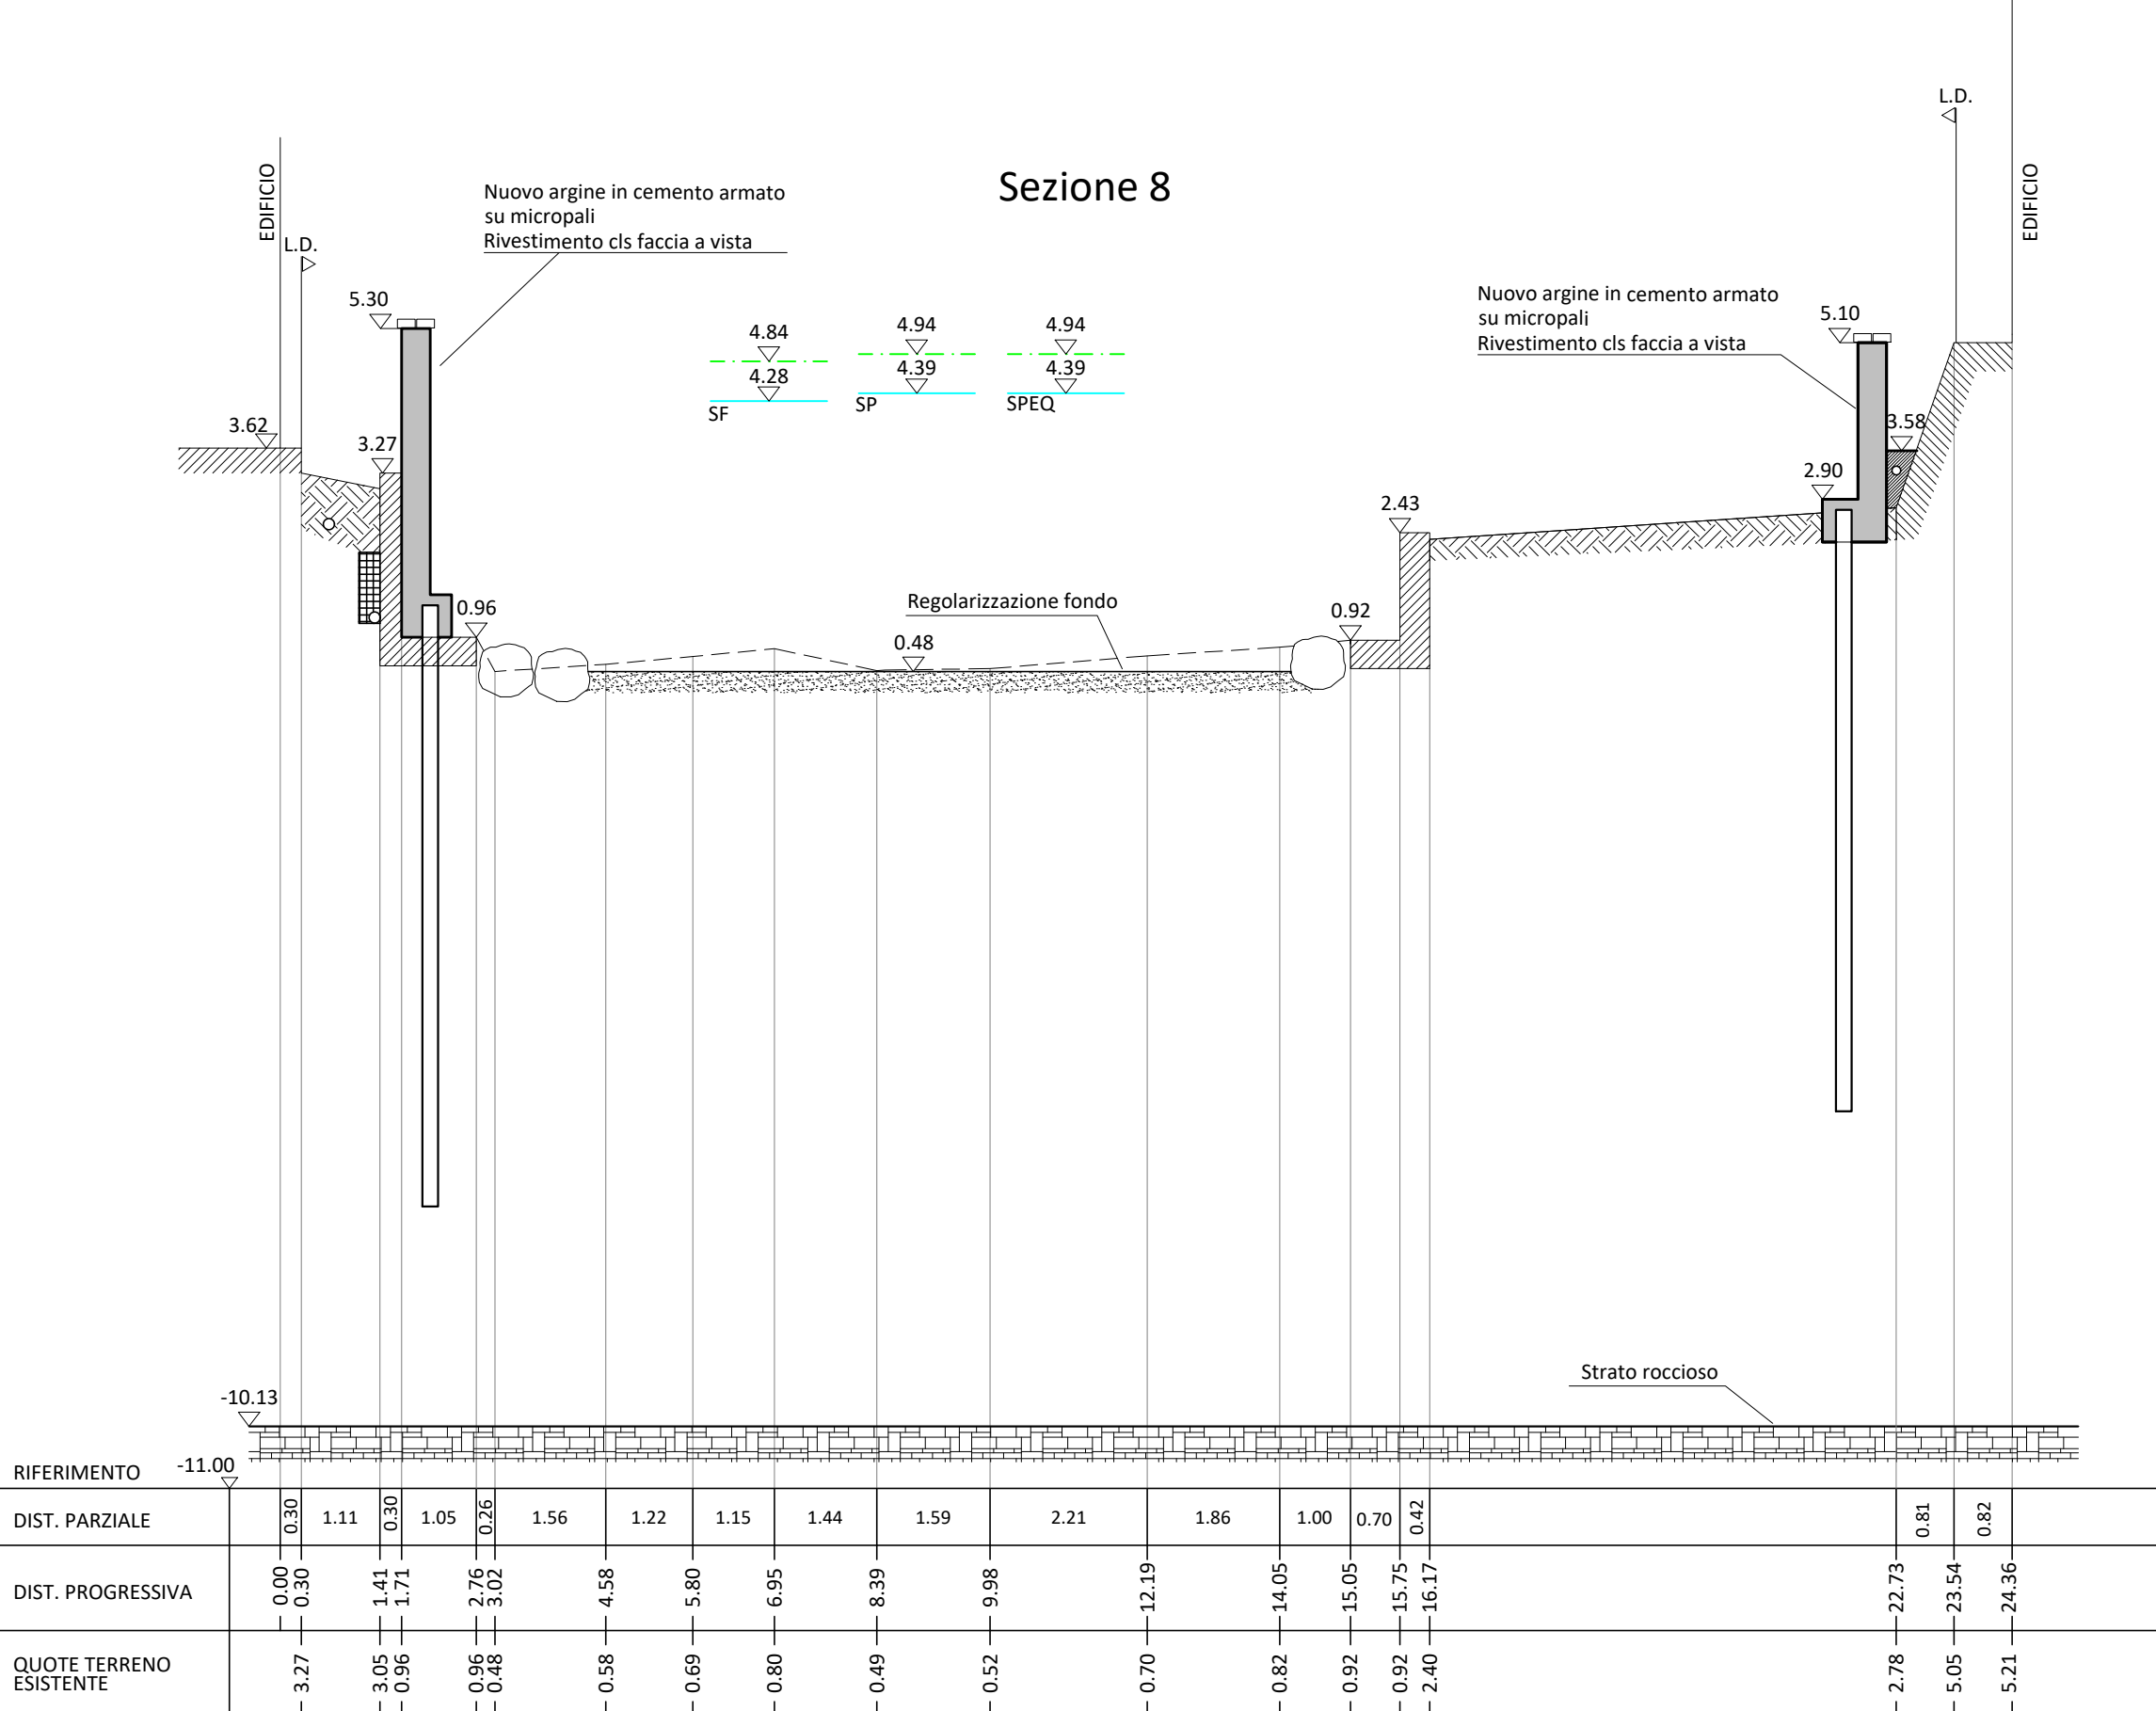 L.D.
Sezione 8
EDIFICIO
EDIFICIO
Nuovo argine in cemento armato
su micropali
Rivestimento cls faccia a vista
L.D.
5.30
4.84
4.94
4.94
4.28
4.39
4.39
SF
SP
SPEQ
Nuovo argine in cemento armato
su micropali
Rivestimento cls faccia a vista
5.10
3.62
3.27
3.58
2.90
2.43
0.96
Regolarizzazione fondo
0.48
0.92
Strato roccioso
-10.13
RIFERIMENTO -11.00
DIST. PARZIALE 0.30 1.11 0.30 1.05 0.26 1.56 1.22 1.15 1.44 1.59 2.21 1.86 1.00 0.70 0.42 0.81 0.82
DIST. PROGRESSIVA 0.00 0.30 1.41 1.71 2.76 3.02 4.58 5.80 6.95 8.39 9.98 12.19 14.05 15.05 15.75 16.17 22.73 23.54 24.36
QUOTE TERRENO
ESISTENTE
3.27 3.05 0.96 0.96 0.48 0.58 0.69 0.80 0.49 0.52 0.70 0.82 0.92 0.92 2.40 2.78 5.05 5.21